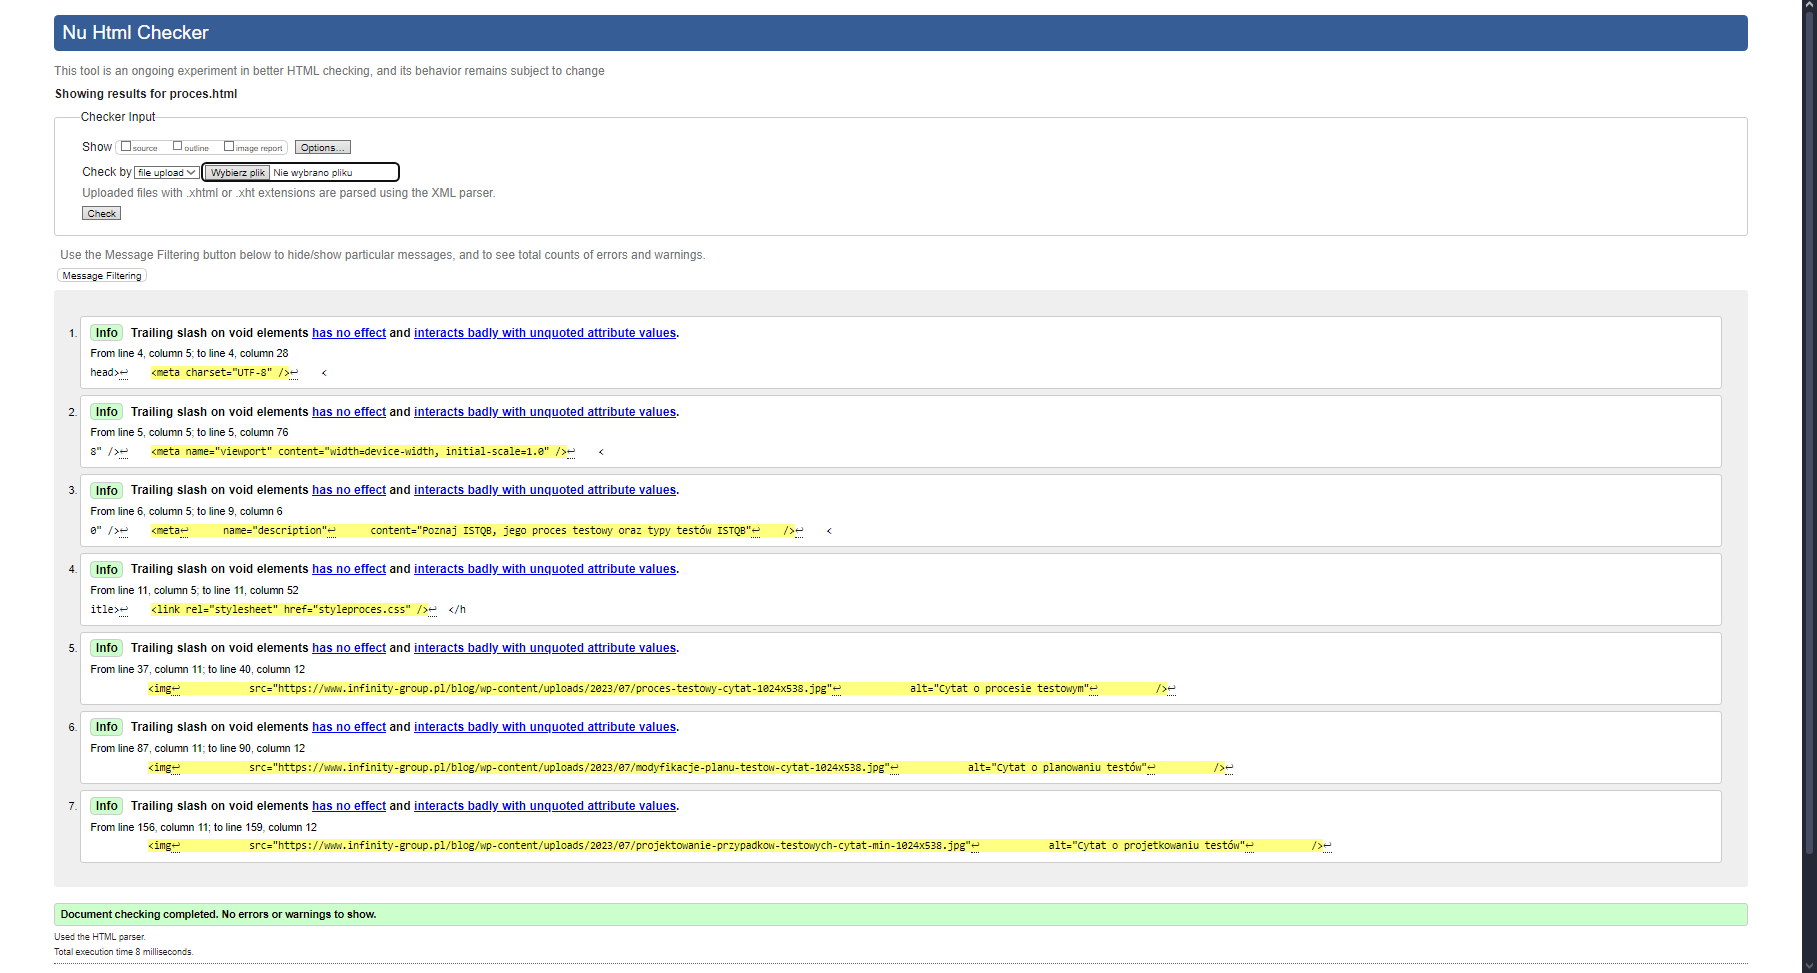 Nu Html Checker
This tool is an ongoing experiment in better HTML checking, and its behavior remains subject to change
Showing results for proces.html
Checker Input
Show source outline image report Options...
Check by file upload Wybierz plik Nie wybrano pliku
Uploaded files with .xhtml or .xht extensions are parsed using the XML parser.
Check
Use the Message Filtering button below to hide/show particular messages, and to see total counts of errors and warnings.
Message Filtering
1. Info Trailing slash on void elements has no effect and interacts badly with unquoted attribute values.
From line 4, column 5; to line 4, column 28
head>↩ <meta charset="UTF-8" />↩ <
2. Info Trailing slash on void elements has no effect and interacts badly with unquoted attribute values.
From line 5, column 5; to line 5, column 76
8" />↩ <meta name="viewport" content="width=device-width, initial-scale=1.0" />↩ <
3. Info Trailing slash on void elements has no effect and interacts badly with unquoted attribute values.
From line 6, column 5; to line 9, column 6
0" />↩ <meta↩ name="description"↩ content="Poznaj ISTQB, jego proces testowy oraz typy testów ISTQB"↩ />↩ <
4. Info Trailing slash on void elements has no effect and interacts badly with unquoted attribute values.
From line 11, column 5; to line 11, column 52
itle>↩ <link rel="stylesheet" href="styleproces.css" />↩ </h
5. Info Trailing slash on void elements has no effect and interacts badly with unquoted attribute values.
From line 37, column 11; to line 40, column 12
<img↩ src="https://www.infinity-group.pl/blog/wp-content/uploads/2023/07/proces-testowy-cytat-1024x538.jpg"↩ alt="Cytat o procesie testowym"↩ />↩
6. Info Trailing slash on void elements has no effect and interacts badly with unquoted attribute values.
From line 87, column 11; to line 90, column 12
<img↩ src="https://www.infinity-group.pl/blog/wp-content/uploads/2023/07/modyfikacje-planu-testow-cytat-1024x538.jpg"↩ alt="Cytat o planowaniu testów"↩ />↩
7. Info Trailing slash on void elements has no effect and interacts badly with unquoted attribute values.
From line 156, column 11; to line 159, column 12
<img↩ src="https://www.infinity-group.pl/blog/wp-content/uploads/2023/07/projektowanie-przypadkow-testowych-cytat-min-1024x538.jpg"↩ alt="Cytat o projetkowaniu testów"↩ />↩
Document checking completed. No errors or warnings to show.
Used the HTML parser.
Total execution time 8 milliseconds.